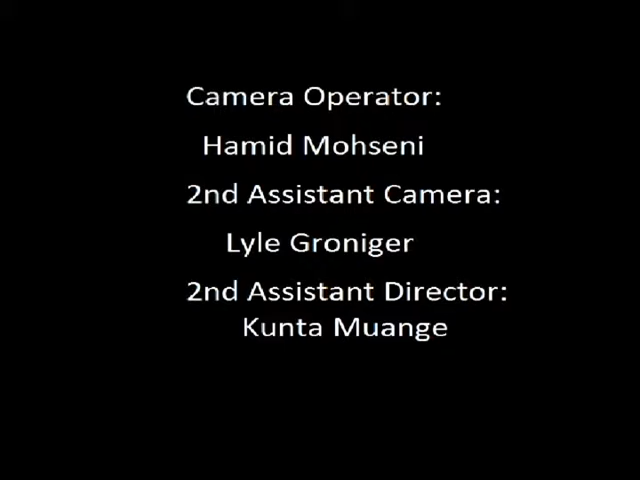 Camera Operator:
Hamid Mohseni
2nd Assistant Camera:
Lyle Groniger
2nd Assistant Director:
Kunta Muange